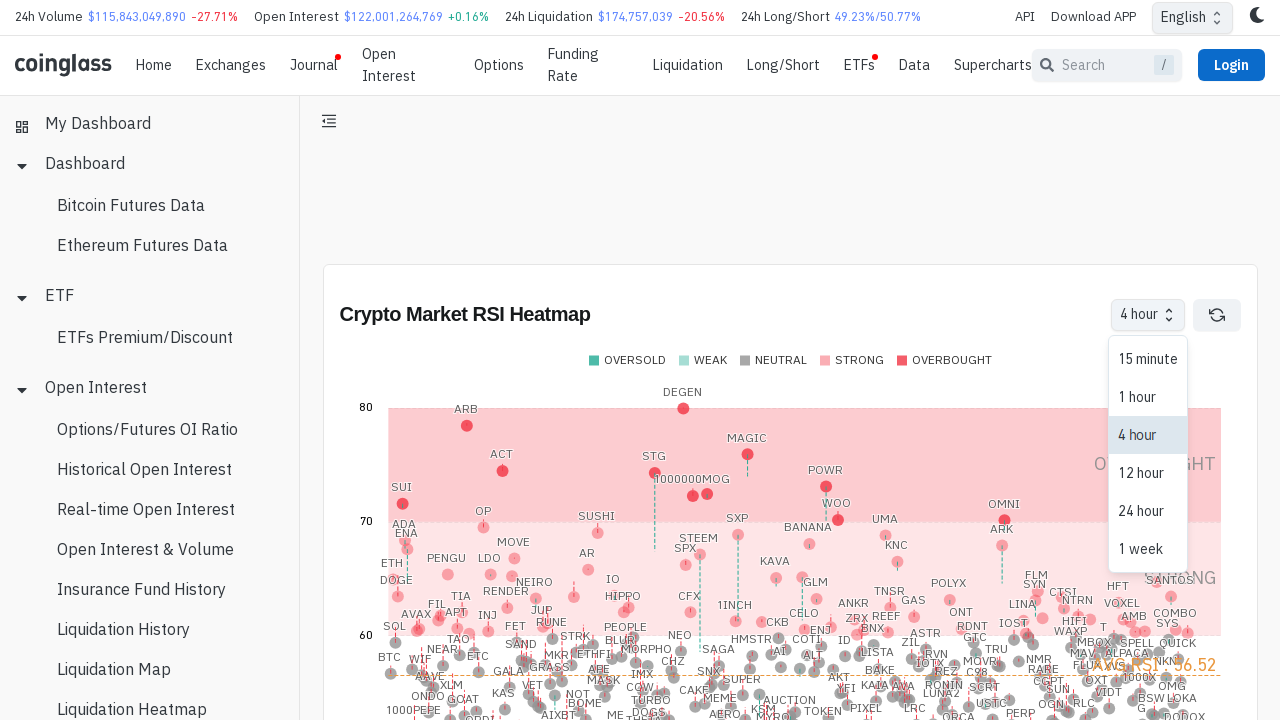 24h Volume $115,843,049,890 -27.71% Open Interest $122,001,264,769 +0.16% 24h Liquidation $174,757,039 -20.56% 24h Long/Short 49.23%/50.77% API Download APP English
coinglass Home Exchanges Journal Open Interest Options Funding Rate Liquidation Long/Short ETFs Data Supercharts Search / Login
My Dashboard
Dashboard
Bitcoin Futures Data
Ethereum Futures Data
ETF
ETFs Premium/Discount
Open Interest
Options/Futures OI Ratio
Historical Open Interest
Real-time Open Interest
Open Interest & Volume
Insurance Fund History
Liquidation History
Liquidation Map
Liquidation Heatmap
Crypto Market RSI Heatmap
4 hour
15 minute
1 hour
4 hour
12 hour
24 hour
1 week
OVERSOLD WEAK NEUTRAL STRONG OVERBOUGHT
80
70
60
DEGEN
ARB
MAGIC
ACT STG
POWR
1000000MOG
SUI
WOO OMNI
OP SUSHI SXP UMA
ADA BANANA ARK
ENA
MOVE STEEM
SPX KNC
PENGU LDO AR KAVA
ETH
DOGE NEIRO IO GLM POLYX FLM
SYN SANTOS
RENDER HIPPO CFX TNSR CTSI HFT
TIA GAS NTRN
FIL 1INCH ANKR LINA VOXEL
AVAX APT INJ JUP CELO ZRX REEF ONT HIFI AMB COMBO
SOL FET RUNE PEOPLE CKB ENJ BNX RDNT IOST T SYS
TAO STRK BLUR NEO HMSTR COTI ID ZIL ASTR GTC WAXP
NEAR SAND MORPHO AI LISTA RVN TRU MBOX SPELL QUICK
BTC WIF ETC MKR ETHFI CHZ SAGA ALT IOTX MOVR NMR MAV ALPACA
AVG RSI : 56.52
AAVE GALA GRASS APE IMX SNX BAKE REZ C98 RARE 1000X
XLM VET MASK SUPER AKT KAIA AVA SCRT SUN OXT OMG
ONDO GOAT KAS NOT TURBO CAKE MEME AUCTION PIXEL LUNA2 USTC OGN RLC VIDT BSW LOKA
1000PEPE AIXBT BOME ME DOGS AERO KSM TOKEN LRC ORCA PERP G DODOX